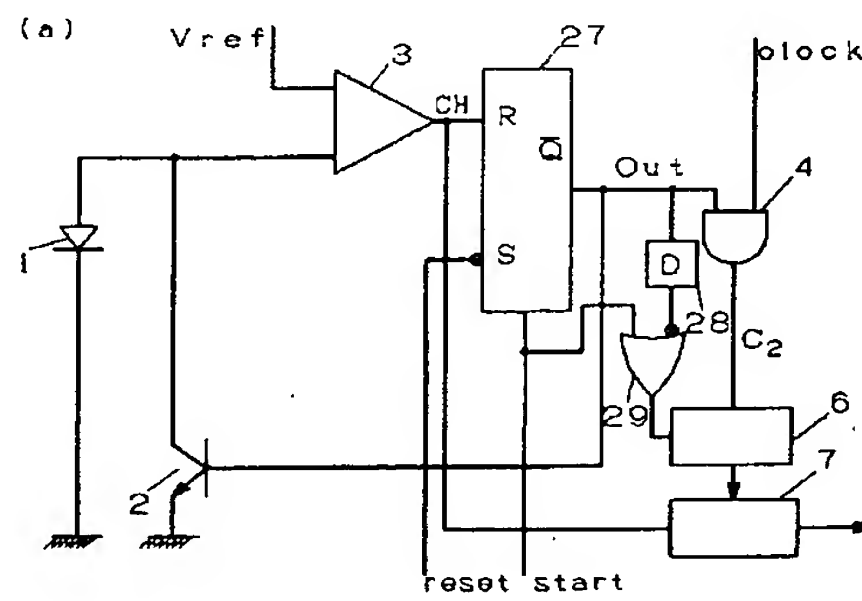 (a)
Vref
3
27
clock
CH
R
Q̅
Out
4
1
S
D
28
C2
29
6
7
2
reset start